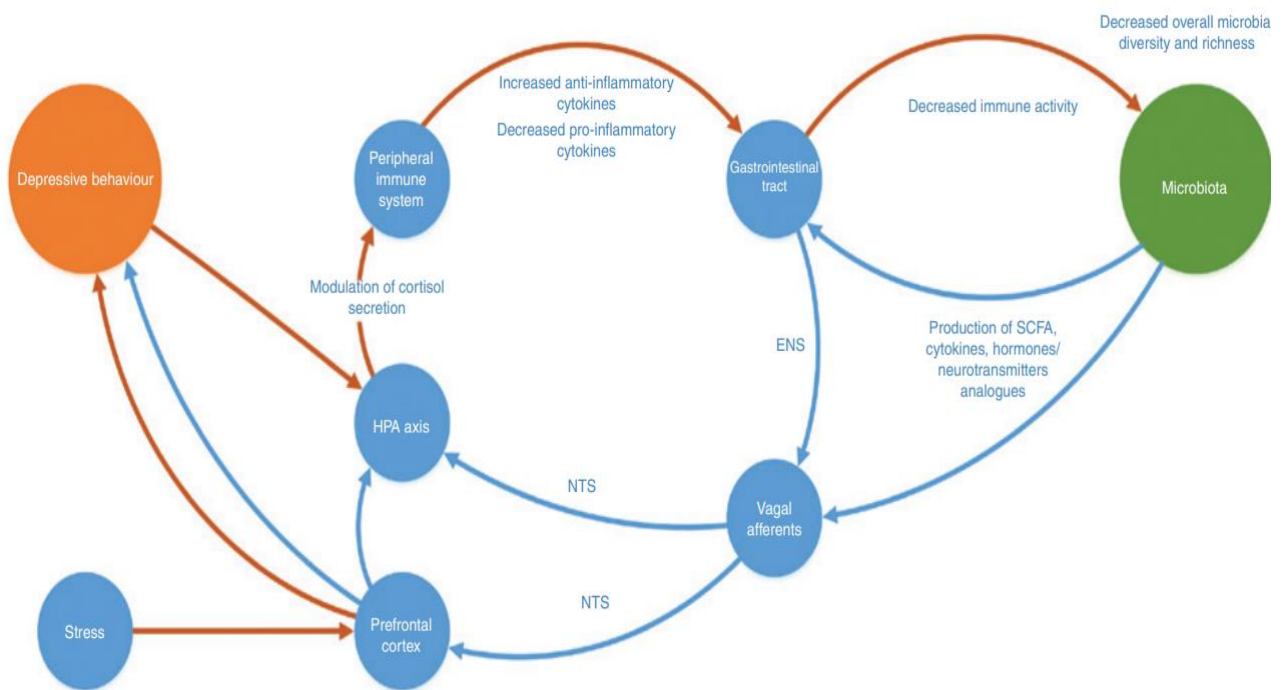 Decreased overall microbia
diversity and richness
Increased anti-inflammatory
cytokines
Decreased pro-inflammatory
cytokines
Decreased immune activity
Depressive behaviour
Peripheral
immune
system
Gastrointestinal
tract
Microbiota
Modulation of cortisol
secretion
Production of SCFA,
cytokines, hormones/
neurotransmitters
analogues
ENS
HPA axis
NTS
Vagal
afferents
NTS
Stress
Prefrontal
cortex